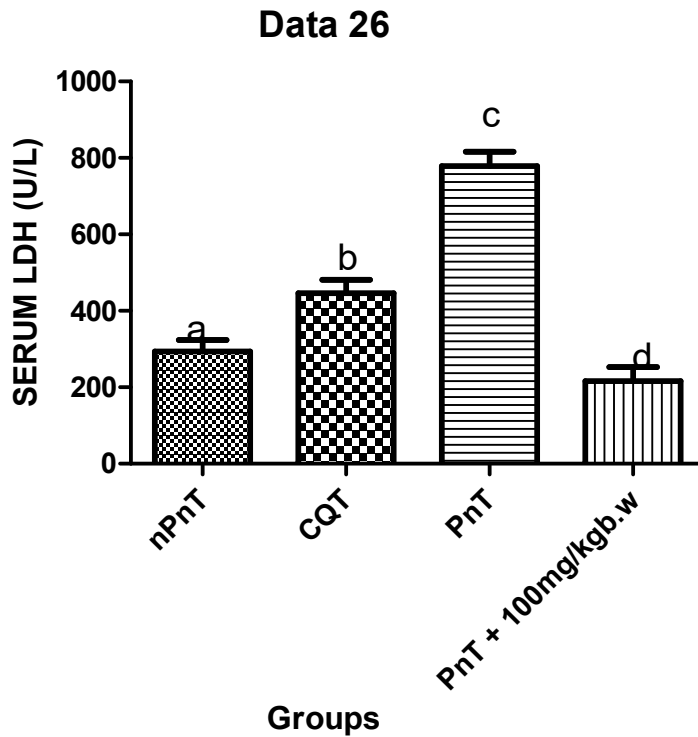 Data 26
SERUM LDH (U/L)
1000
800
600
400
200
0
a
b
c
d
nPnT
CQT
PnT
PnT + 100mg/kgb.w
Groups